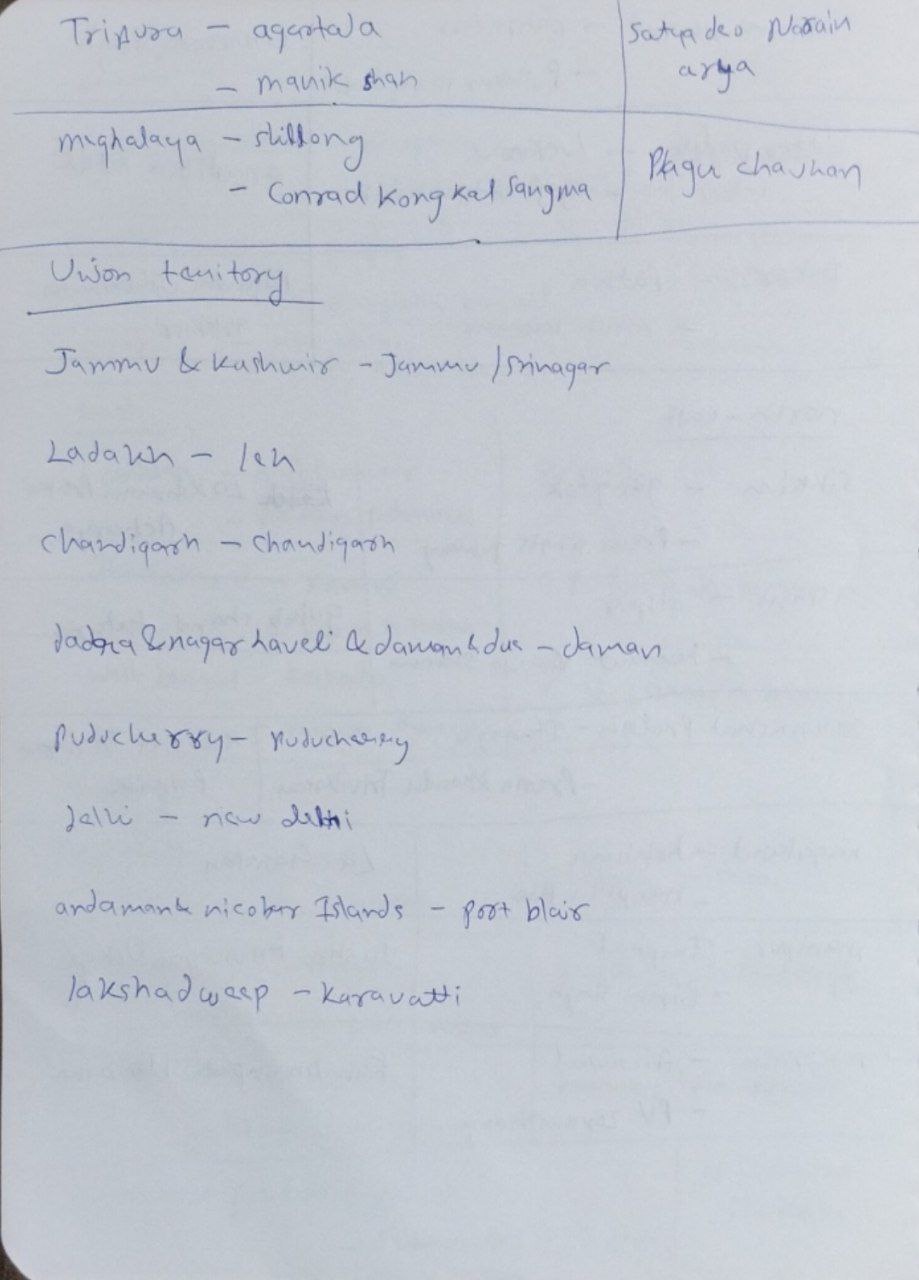 Tripura - agartala
- manik shah
Satya deo Narain
arya
meghalaya - shillong
- Conrad Kongkal Sangma
Phagu chauhan
Union territory
Jammu & Kashmir - Jammu / Srinagar
Ladakh - leh
Chandigarh - Chandigarh
dadra & nagar haveli & daman & due - daman
Puducherry - puducherry
delhi - new delhi
andaman & nicobar Islands - port blair
lakshadweep - Karavatti